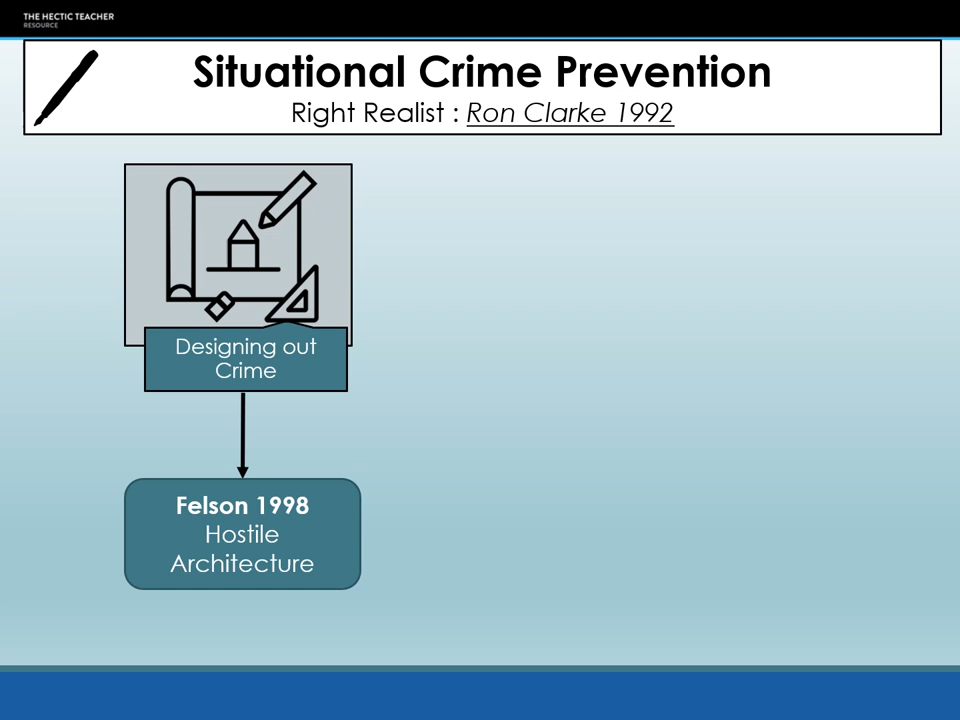 THE HECTIC TEACHER
RESOURCE
Situational Crime Prevention
Right Realist : Ron Clarke 1992
Designing out
Crime
Felson 1998
Hostile
Architecture